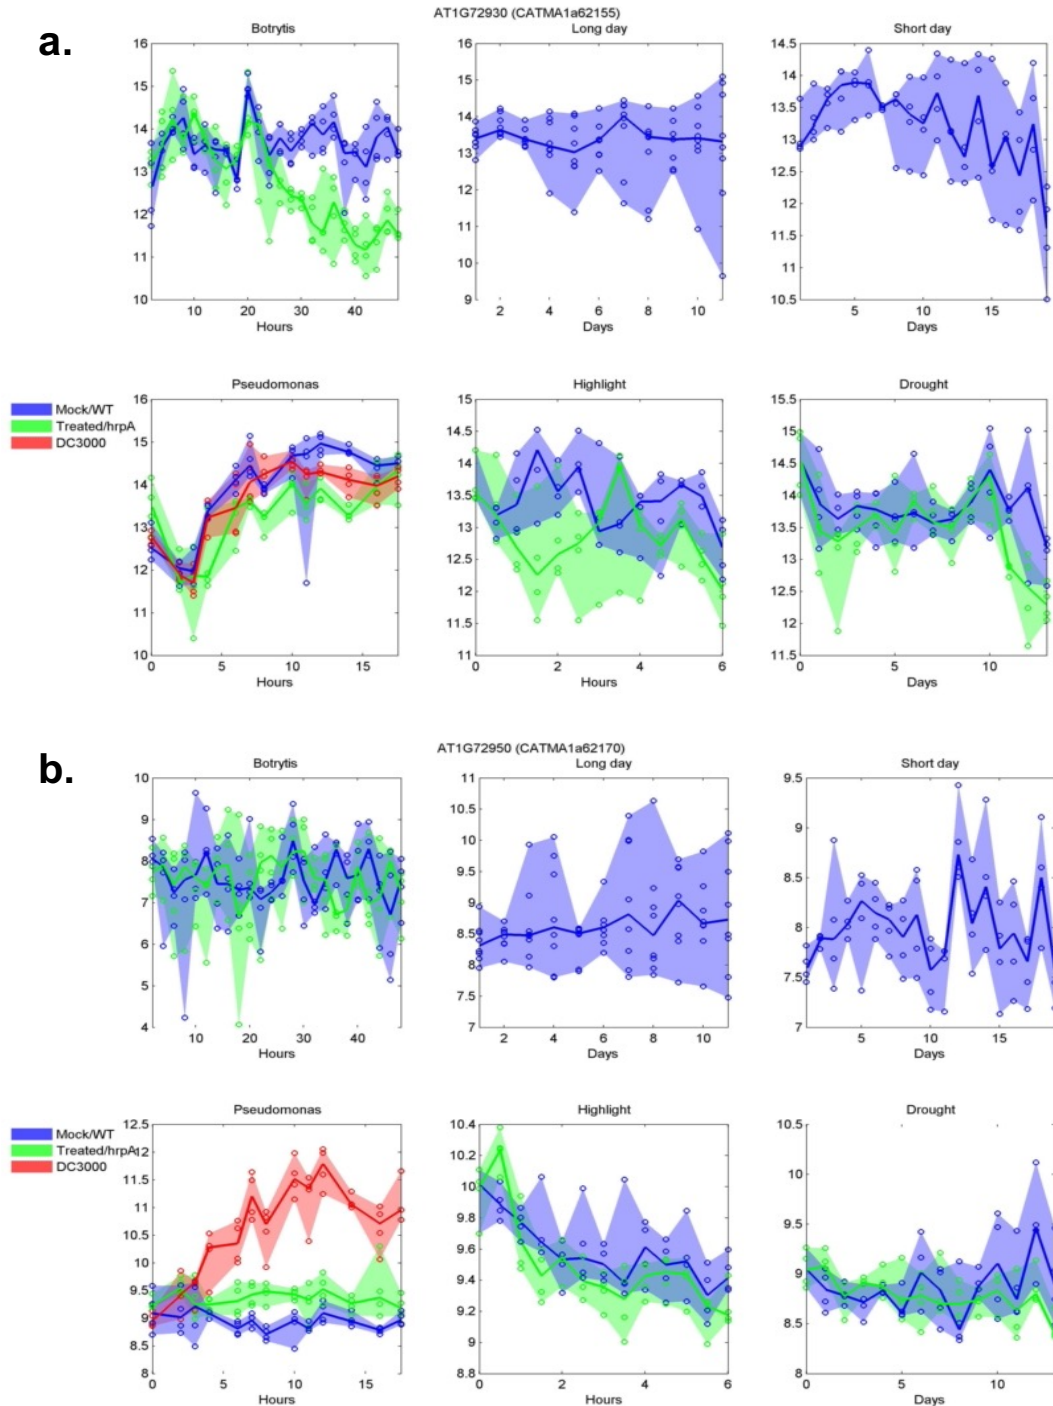 AT1G72930 (CATMA1a62155)
a.
Botrytis
Long day
Short day
16
15
14
13
12
11
10
10 20 30 40
Hours
16
15
14
13
12
11
10
9
2 4 6 8 10
Days
14.5
14
13.5
13
12.5
12
11.5
11
10.5
5 10 15
Days
Mock/WT
Treated/hrpA
DC3000
Pseudomonas
Highlight
Drought
16
15
14
13
12
11
10
0 5 10 15
Hours
15
14.5
14
13.5
13
12.5
12
11.5
11
0 2 4 6
Hours
15.5
15
14.5
14
13.5
13
12.5
12
11.5
0 5 10
Days
AT1G72950 (CATMA1a62170)
b.
Botrytis
Long day
Short day
10
9
8
7
6
5
4
10 20 30 40
Hours
11
10.5
10
9.5
9
8.5
8
7.5
7
2 4 6 8 10
Days
9.5
9
8.5
8
7.5
7
5 10 15
Days
Mock/WT
Treated/hrpA
DC3000
Pseudomonas
Highlight
Drought
12.5
12
11.5
11
10.5
10
9.5
9
8.5
8
0 5 10 15
Hours
10.4
10.2
10
9.8
9.6
9.4
9.2
9
8.8
0 2 4 6
Hours
10.5
10
9.5
9
8.5
8
0 5 10
Days